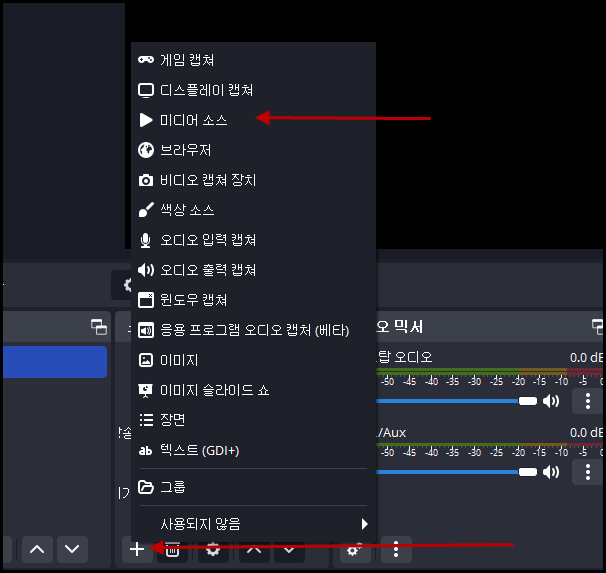 게임 캡쳐
디스플레이 캡쳐
미디어 소스
브라우저
비디오 캡쳐 장치
색상 소스
오디오 입력 캡쳐
오디오 출력 캡쳐
윈도우 캡쳐
응용 프로그램 오디오 캡처 (베타)
이미지
이미지 슬라이드 쇼
장면
텍스트 (GDI+)
그룹
사용되지 않음
오 믹서
탑 오디오 0.0 dB
-50 -45 -40 -35 -30 -25 -20 -15 -10 -5 0
/Aux 0.0 dB
-50 -45 -40 -35 -30 -25 -20 -15 -10 -5 0